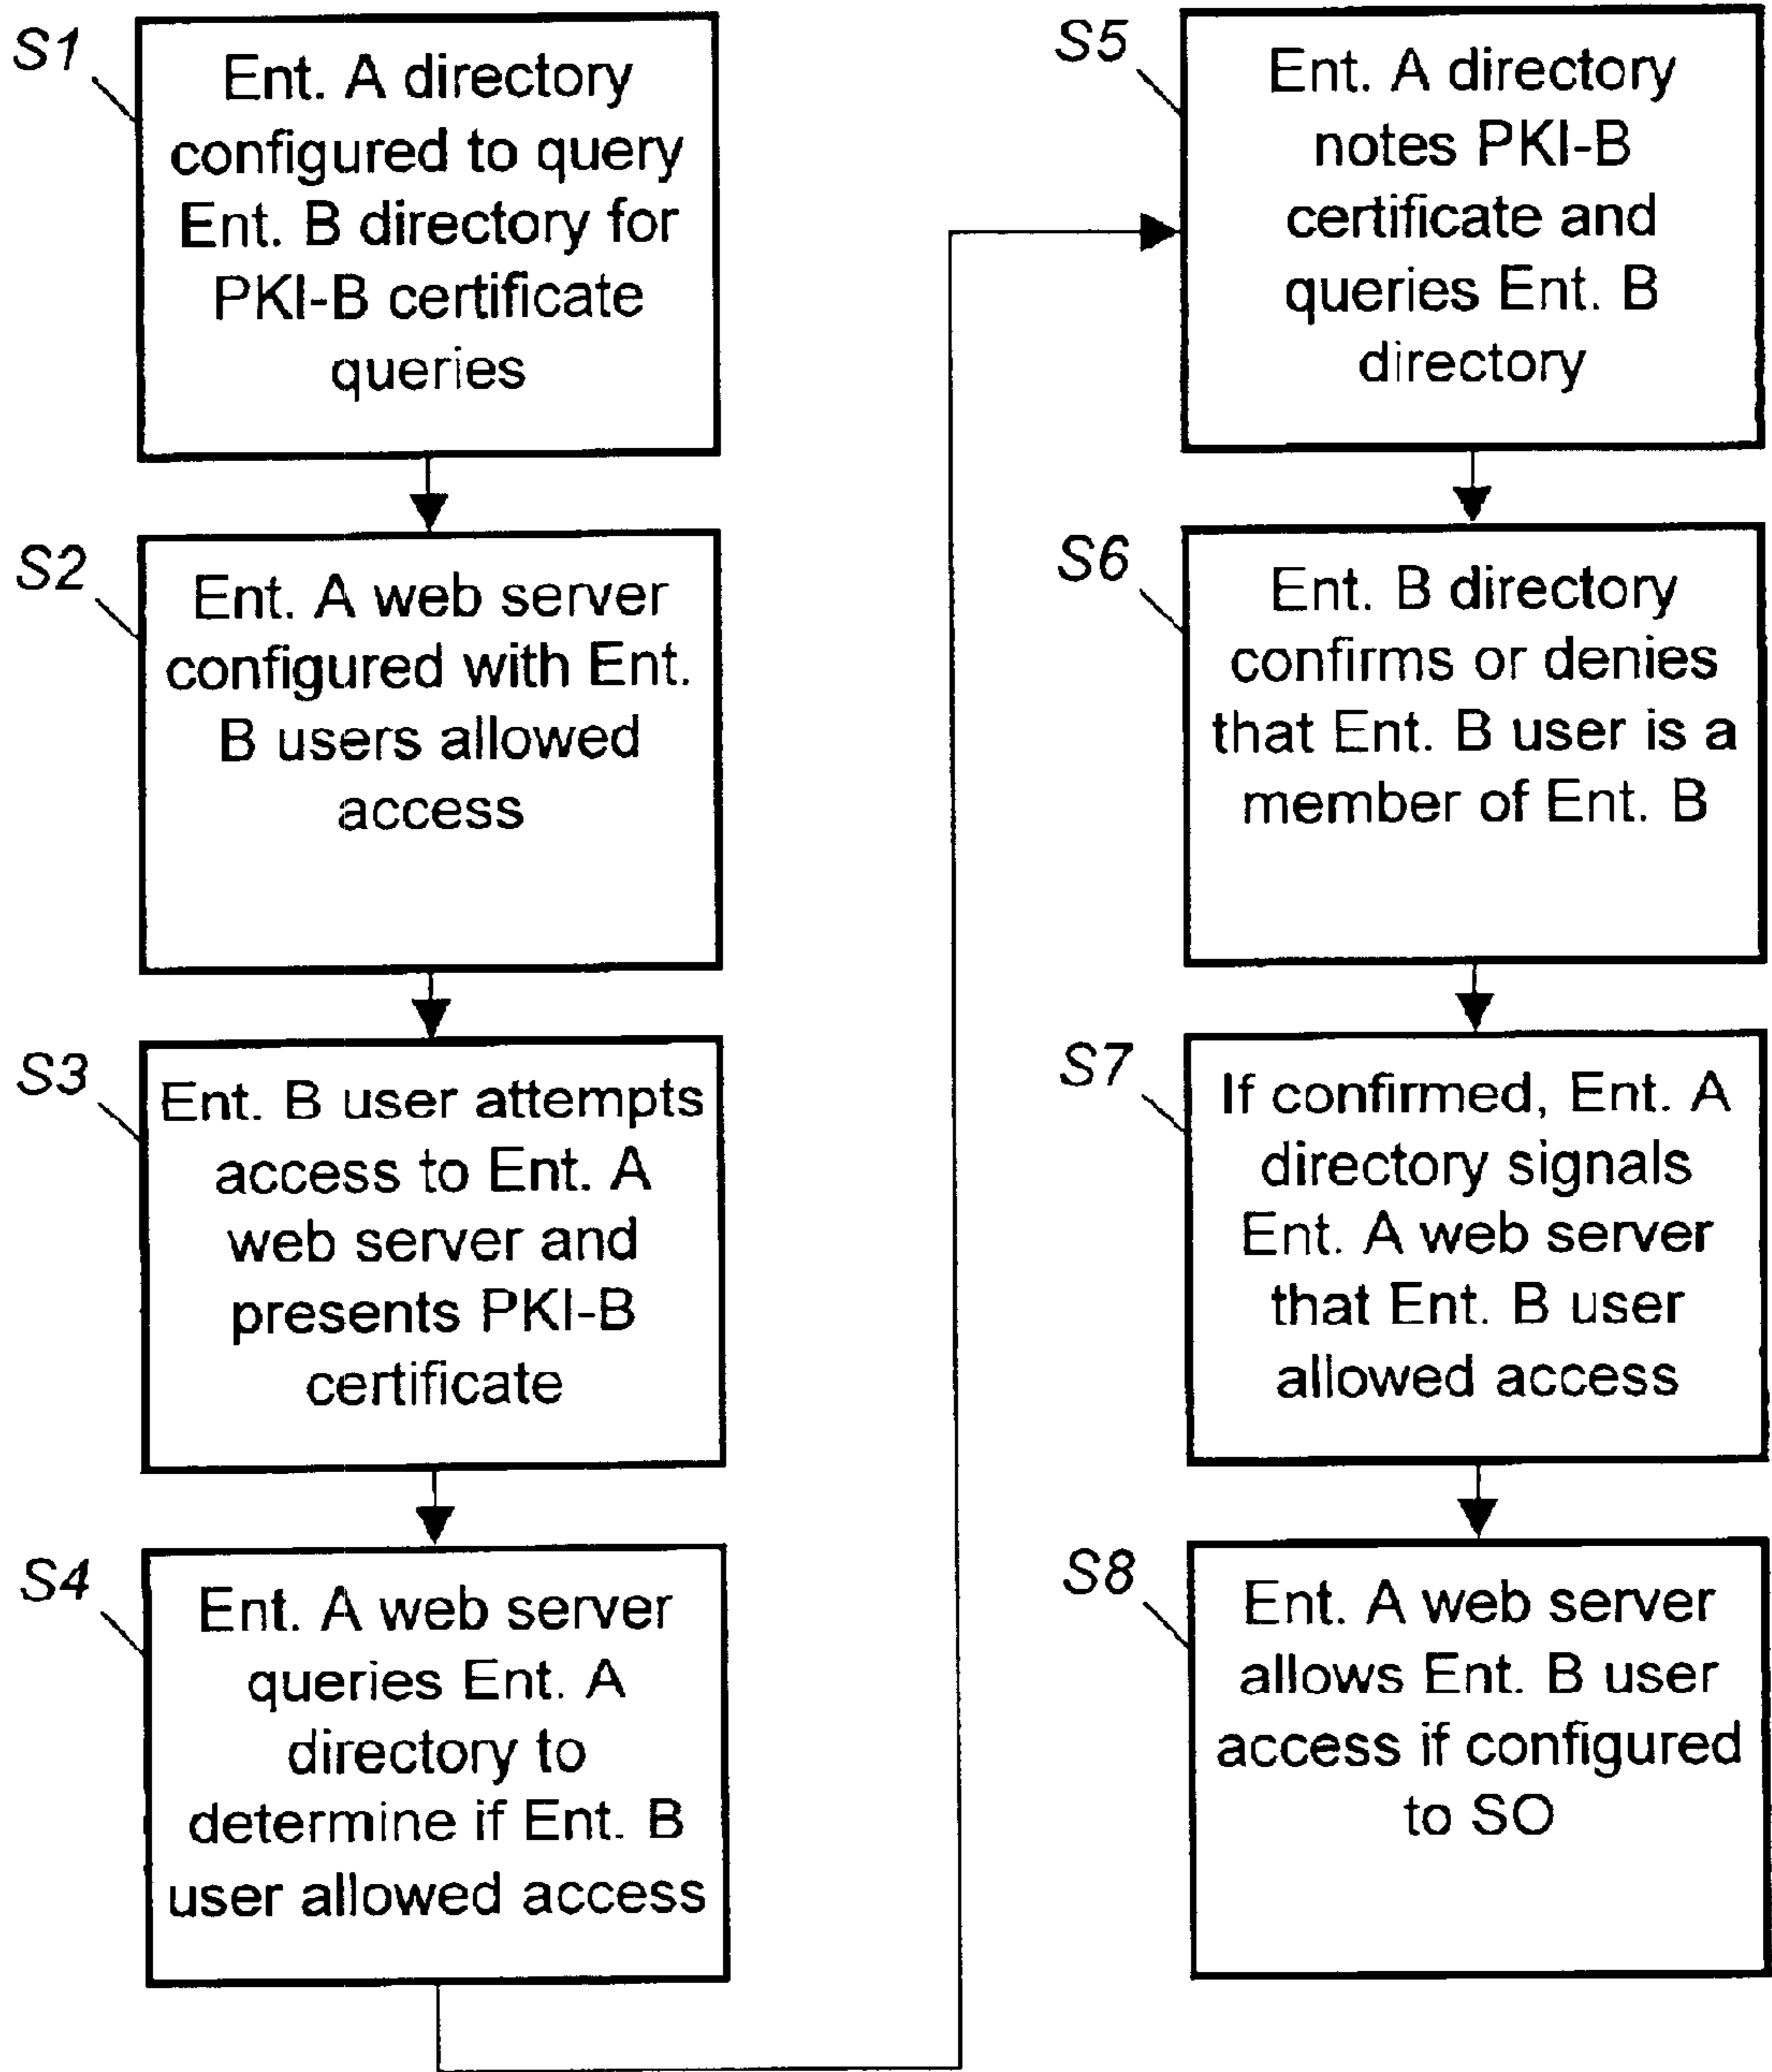 S1
Ent. A directory
configured to query
Ent. B directory for
PKI-B certificate
queries
S2
Ent. A web server
configured with Ent.
B users allowed
access
S3
Ent. B user attempts
access to Ent. A
web server and
presents PKI-B
certificate
S4
Ent. A web server
queries Ent. A
directory to
determine if Ent. B
user allowed access
S5
Ent. A directory
notes PKI-B
certificate and
queries Ent. B
directory
S6
Ent. B directory
confirms or denies
that Ent. B user is a
member of Ent. B
S7
If confirmed, Ent. A
directory signals
Ent. A web server
that Ent. B user
allowed access
S8
Ent. A web server
allows Ent. B user
access if configured
to SO